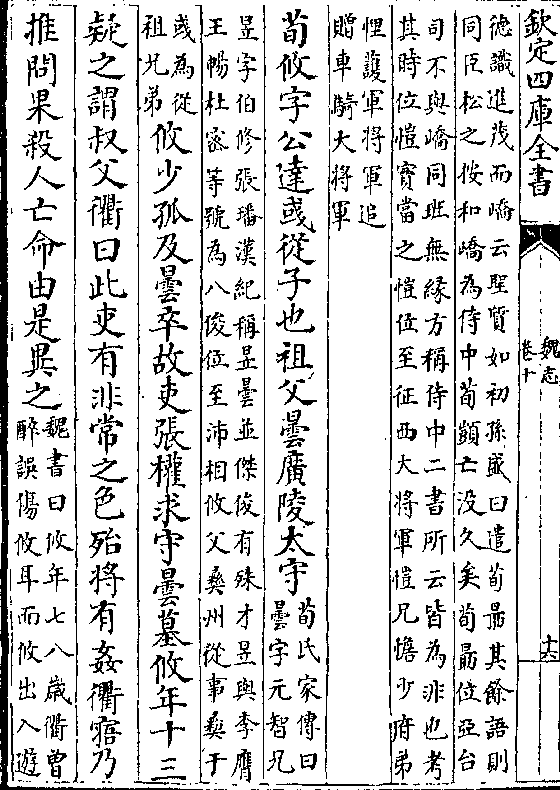 欽定四庫全書
魏志
卷十
十六
德識進茂而嶠云聖質如初孫盛曰遣荀勗其餘語則
同臣松之按和嶠為侍中荀顗亡没久矣荀勗位亞台
司不與嶠同班無緣方稱侍中二書所云皆為非也考
其時位愷寔當之愷位至征西大將軍愷兄憺少府弟
悝護軍將軍追
贈車騎大將軍
荀攸字公達彧從子也祖父曇廣陵太守
荀氏家傳曰
曇字元智兄
昱字伯修張璠漢紀稱昱曇並傑俊有殊才昱與李膺
王暢杜宻等號為八俊位至沛相攸父彝州從事彝于
彧為從
祖兄弟
攸少孤及曇卒故吏張權求守曇墓攸年十三
疑之謂叔父衢曰此吏有非常之色殆將有姦衢寤乃
推問果殺人亡命由是異之
魏書曰攸年七八歲衢曽
醉誤傷攸耳而攸出入遊